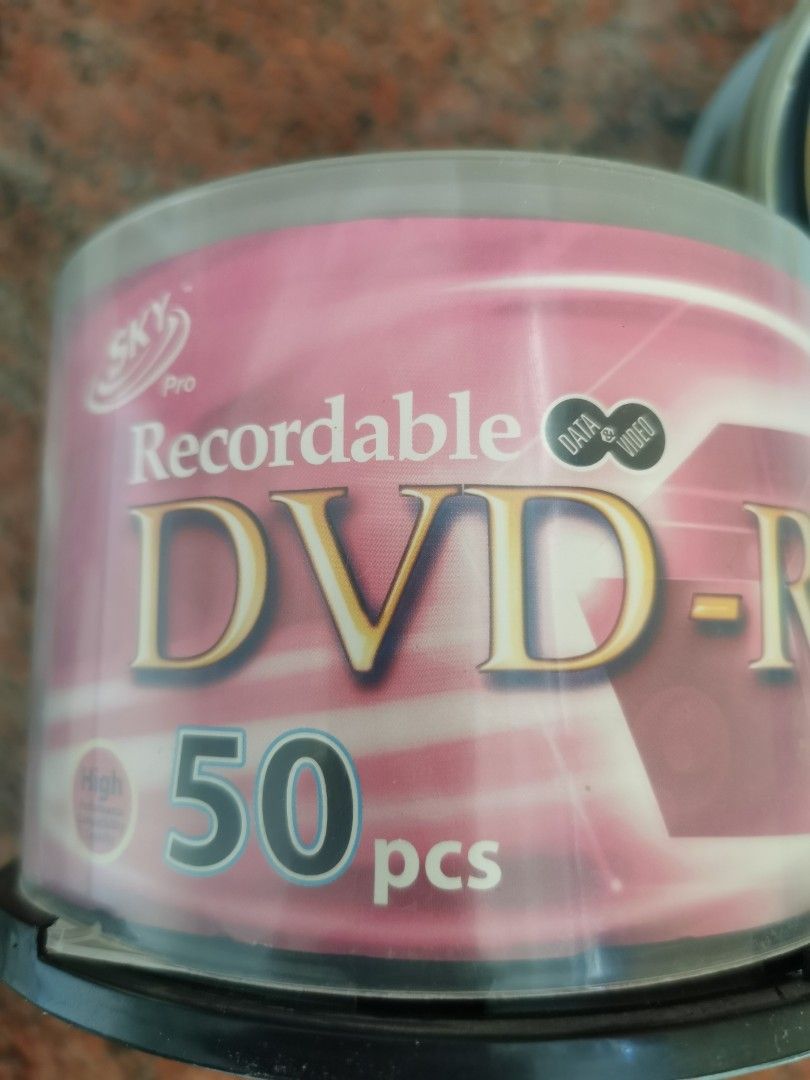 SKY
Pro
Recordable
DATA & VIDEO
DVD-R
High
50 pcs